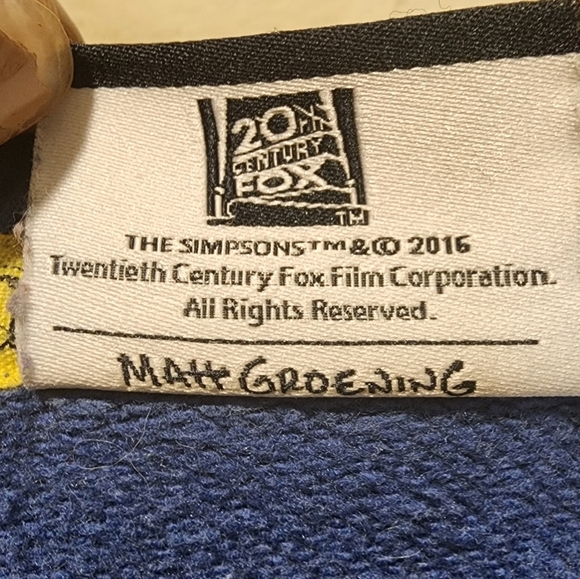 20TH
CENTURY
FOX
TM
THE SIMPSONS™&© 2016
Twentieth Century Fox Film Corporation.
All Rights Reserved.
MATT GROENING